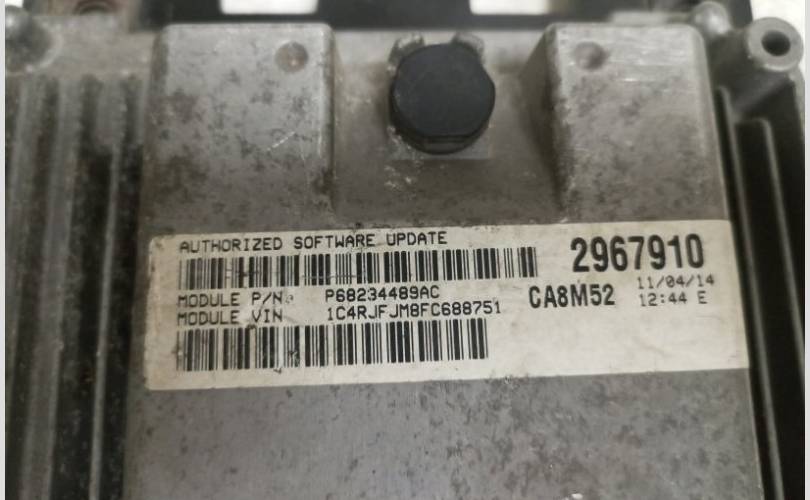 AUTHORIZED SOFTWARE UPDATE
2967910
MODULE P/N: P68234489AC
CA8M52
11/04/14
12:44 E
MODULE VIN 1C4RJFJM8FC688751